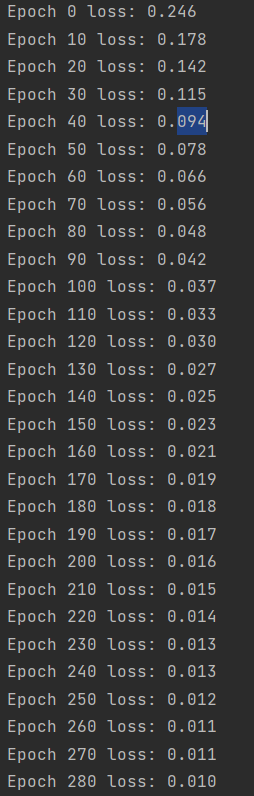 Epoch 0 loss: 0.246
Epoch 10 loss: 0.178
Epoch 20 loss: 0.142
Epoch 30 loss: 0.115
Epoch 40 loss: 0.094
Epoch 50 loss: 0.078
Epoch 60 loss: 0.066
Epoch 70 loss: 0.056
Epoch 80 loss: 0.048
Epoch 90 loss: 0.042
Epoch 100 loss: 0.037
Epoch 110 loss: 0.033
Epoch 120 loss: 0.030
Epoch 130 loss: 0.027
Epoch 140 loss: 0.025
Epoch 150 loss: 0.023
Epoch 160 loss: 0.021
Epoch 170 loss: 0.019
Epoch 180 loss: 0.018
Epoch 190 loss: 0.017
Epoch 200 loss: 0.016
Epoch 210 loss: 0.015
Epoch 220 loss: 0.014
Epoch 230 loss: 0.013
Epoch 240 loss: 0.013
Epoch 250 loss: 0.012
Epoch 260 loss: 0.011
Epoch 270 loss: 0.011
Epoch 280 loss: 0.010